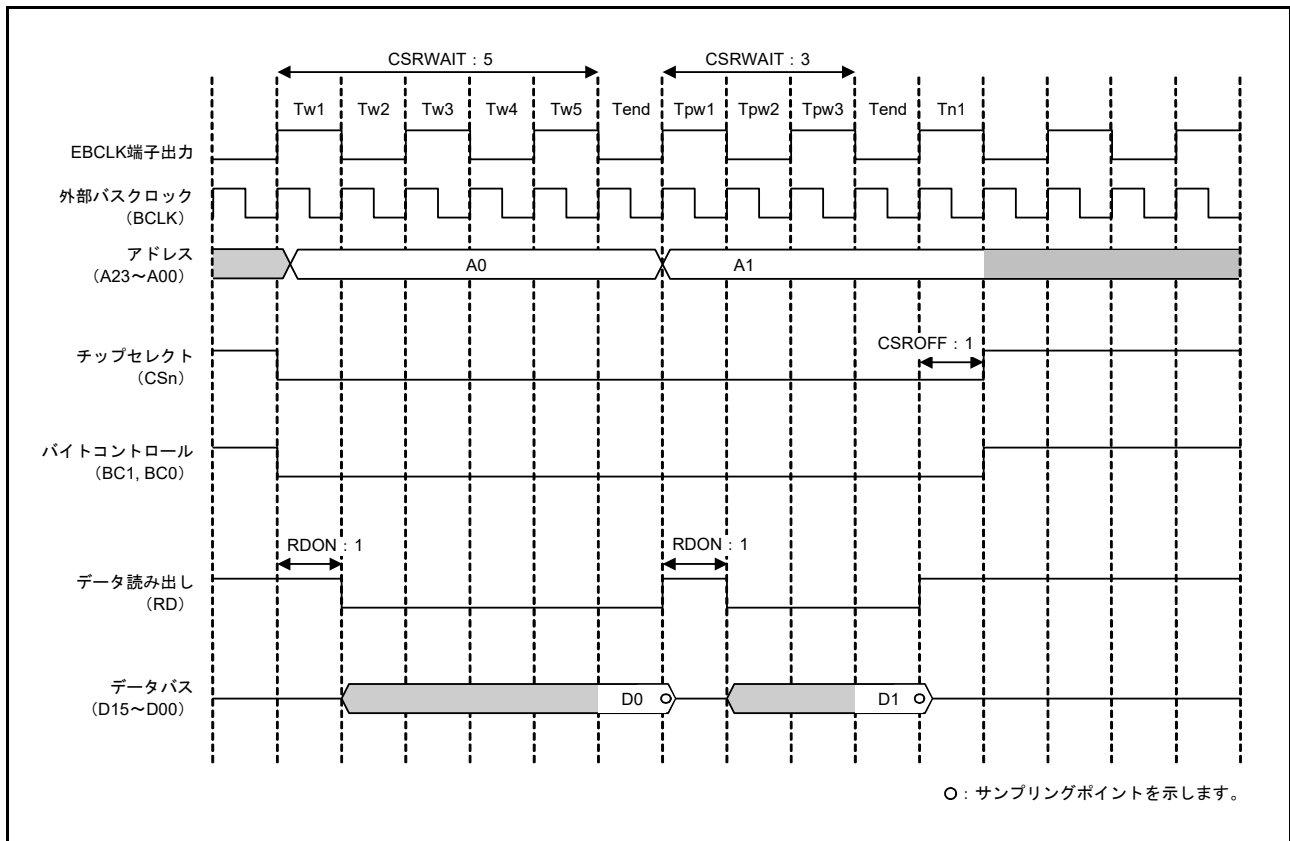 CSRWAIT：5
CSRWAIT：3
Tw1 Tw2 Tw3 Tw4 Tw5 Tend Tpw1 Tpw2 Tpw3 Tend Tn1
EBCLK端子出力
外部バスクロック
（BCLK）
アドレス
（A23～A00）
A0
A1
チップセレクト
（CSn）
CSROFF：1
バイトコントロール
（BC1, BC0）
RDON：1
RDON：1
データ読み出し
（RD）
データバス
（D15～D00）
D0
D1
：サンプリングポイントを示します。